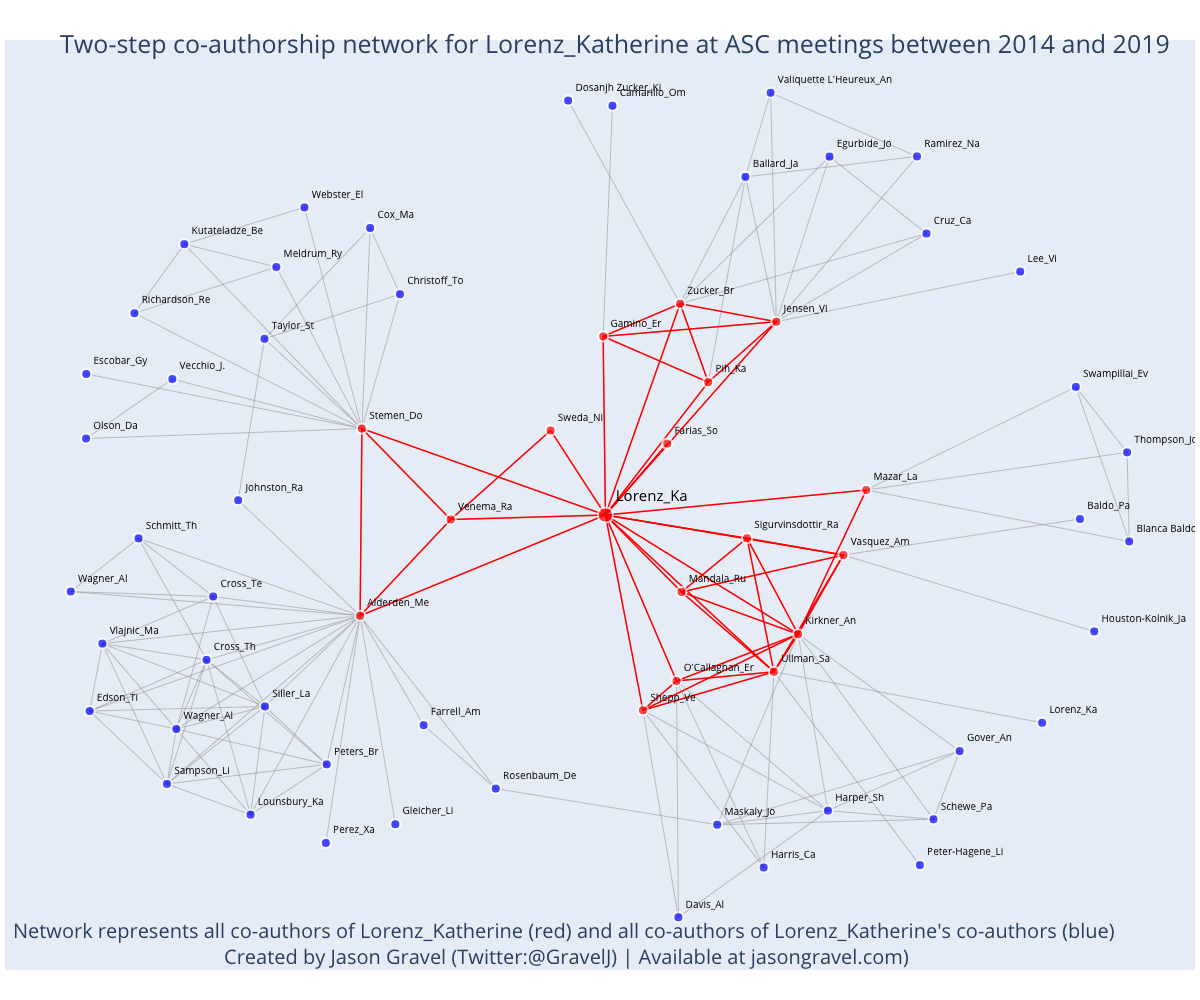 Two-step co-authorship network for Lorenz_Katherine at ASC meetings between 2014 and 2019
Valiquette L'Heureux_An
Dosanjh Zucker_Ki
Camarillo_Om
Egurbide_Jo
Ramirez_Na
Ballard_Ja
Webster_El
Cox_Ma
Cruz_Ca
Kutateladze_Be
Meldrum_Ry
Lee_Vi
Christoff_To
Zucker_Br
Richardson_Re
Jensen_Vi
Taylor_St
Gamino_Er
Escobar_Gy
Vecchio_J.
Pih_Ka
Swampillai_Ev
Stemen_Do
Sweda_Ni
Olson_Da
Farias_So
Thompson_Jo
Mazar_La
Johnston_Ra
Lorenz_Ka
Venema_Ra
Baldo_Pa
Schmitt_Th
Sigurvinsdottir_Ra
Blanca Baldo
Vasquez_Am
Wagner_Al
Cross_Te
Mandala_Ru
Alderden_Me
Kirkner_An
Houston-Kolnik_Ja
Vlajnic_Ma
Cross_Th
O'Callaghan_Er
Ullman_Sa
Edson_Ti
Siller_La
Shepp_Ve
Wagner_Al
Farrell_Am
Lorenz_Ka
Gover_An
Peters_Br
Sampson_Li
Rosenbaum_De
Lounsbury_Ka
Gleicher_Li
Maskaly_Jo
Harper_Sh
Schewe_Pa
Perez_Xa
Harris_Ca
Peter-Hagene_Li
Davis_Al
Network represents all co-authors of Lorenz_Katherine (red) and all co-authors of Lorenz_Katherine's co-authors (blue)
Created by Jason Gravel (Twitter:@GravelJ) | Available at jasongravel.com)